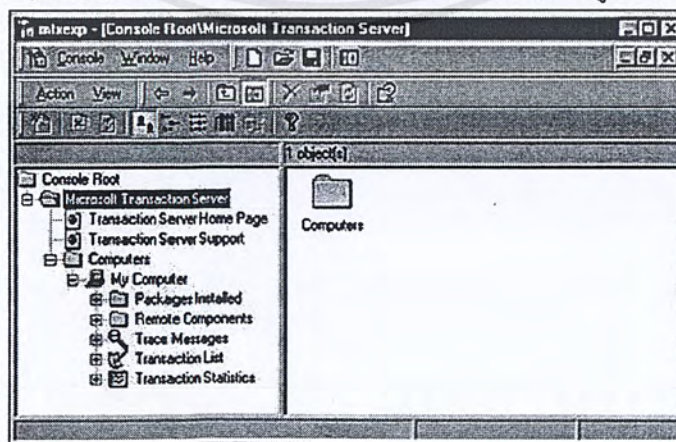 mtxexp - [Console Root\Microsoft Transaction Server]
Console Window Help
Action View
1 object(s)
Console Root
Microsoft Transaction Server
Transaction Server Home Page
Transaction Server Support
Computers
My Computer
Packages Installed
Remote Components
Trace Messages
Transaction List
Transaction Statistics
Computers